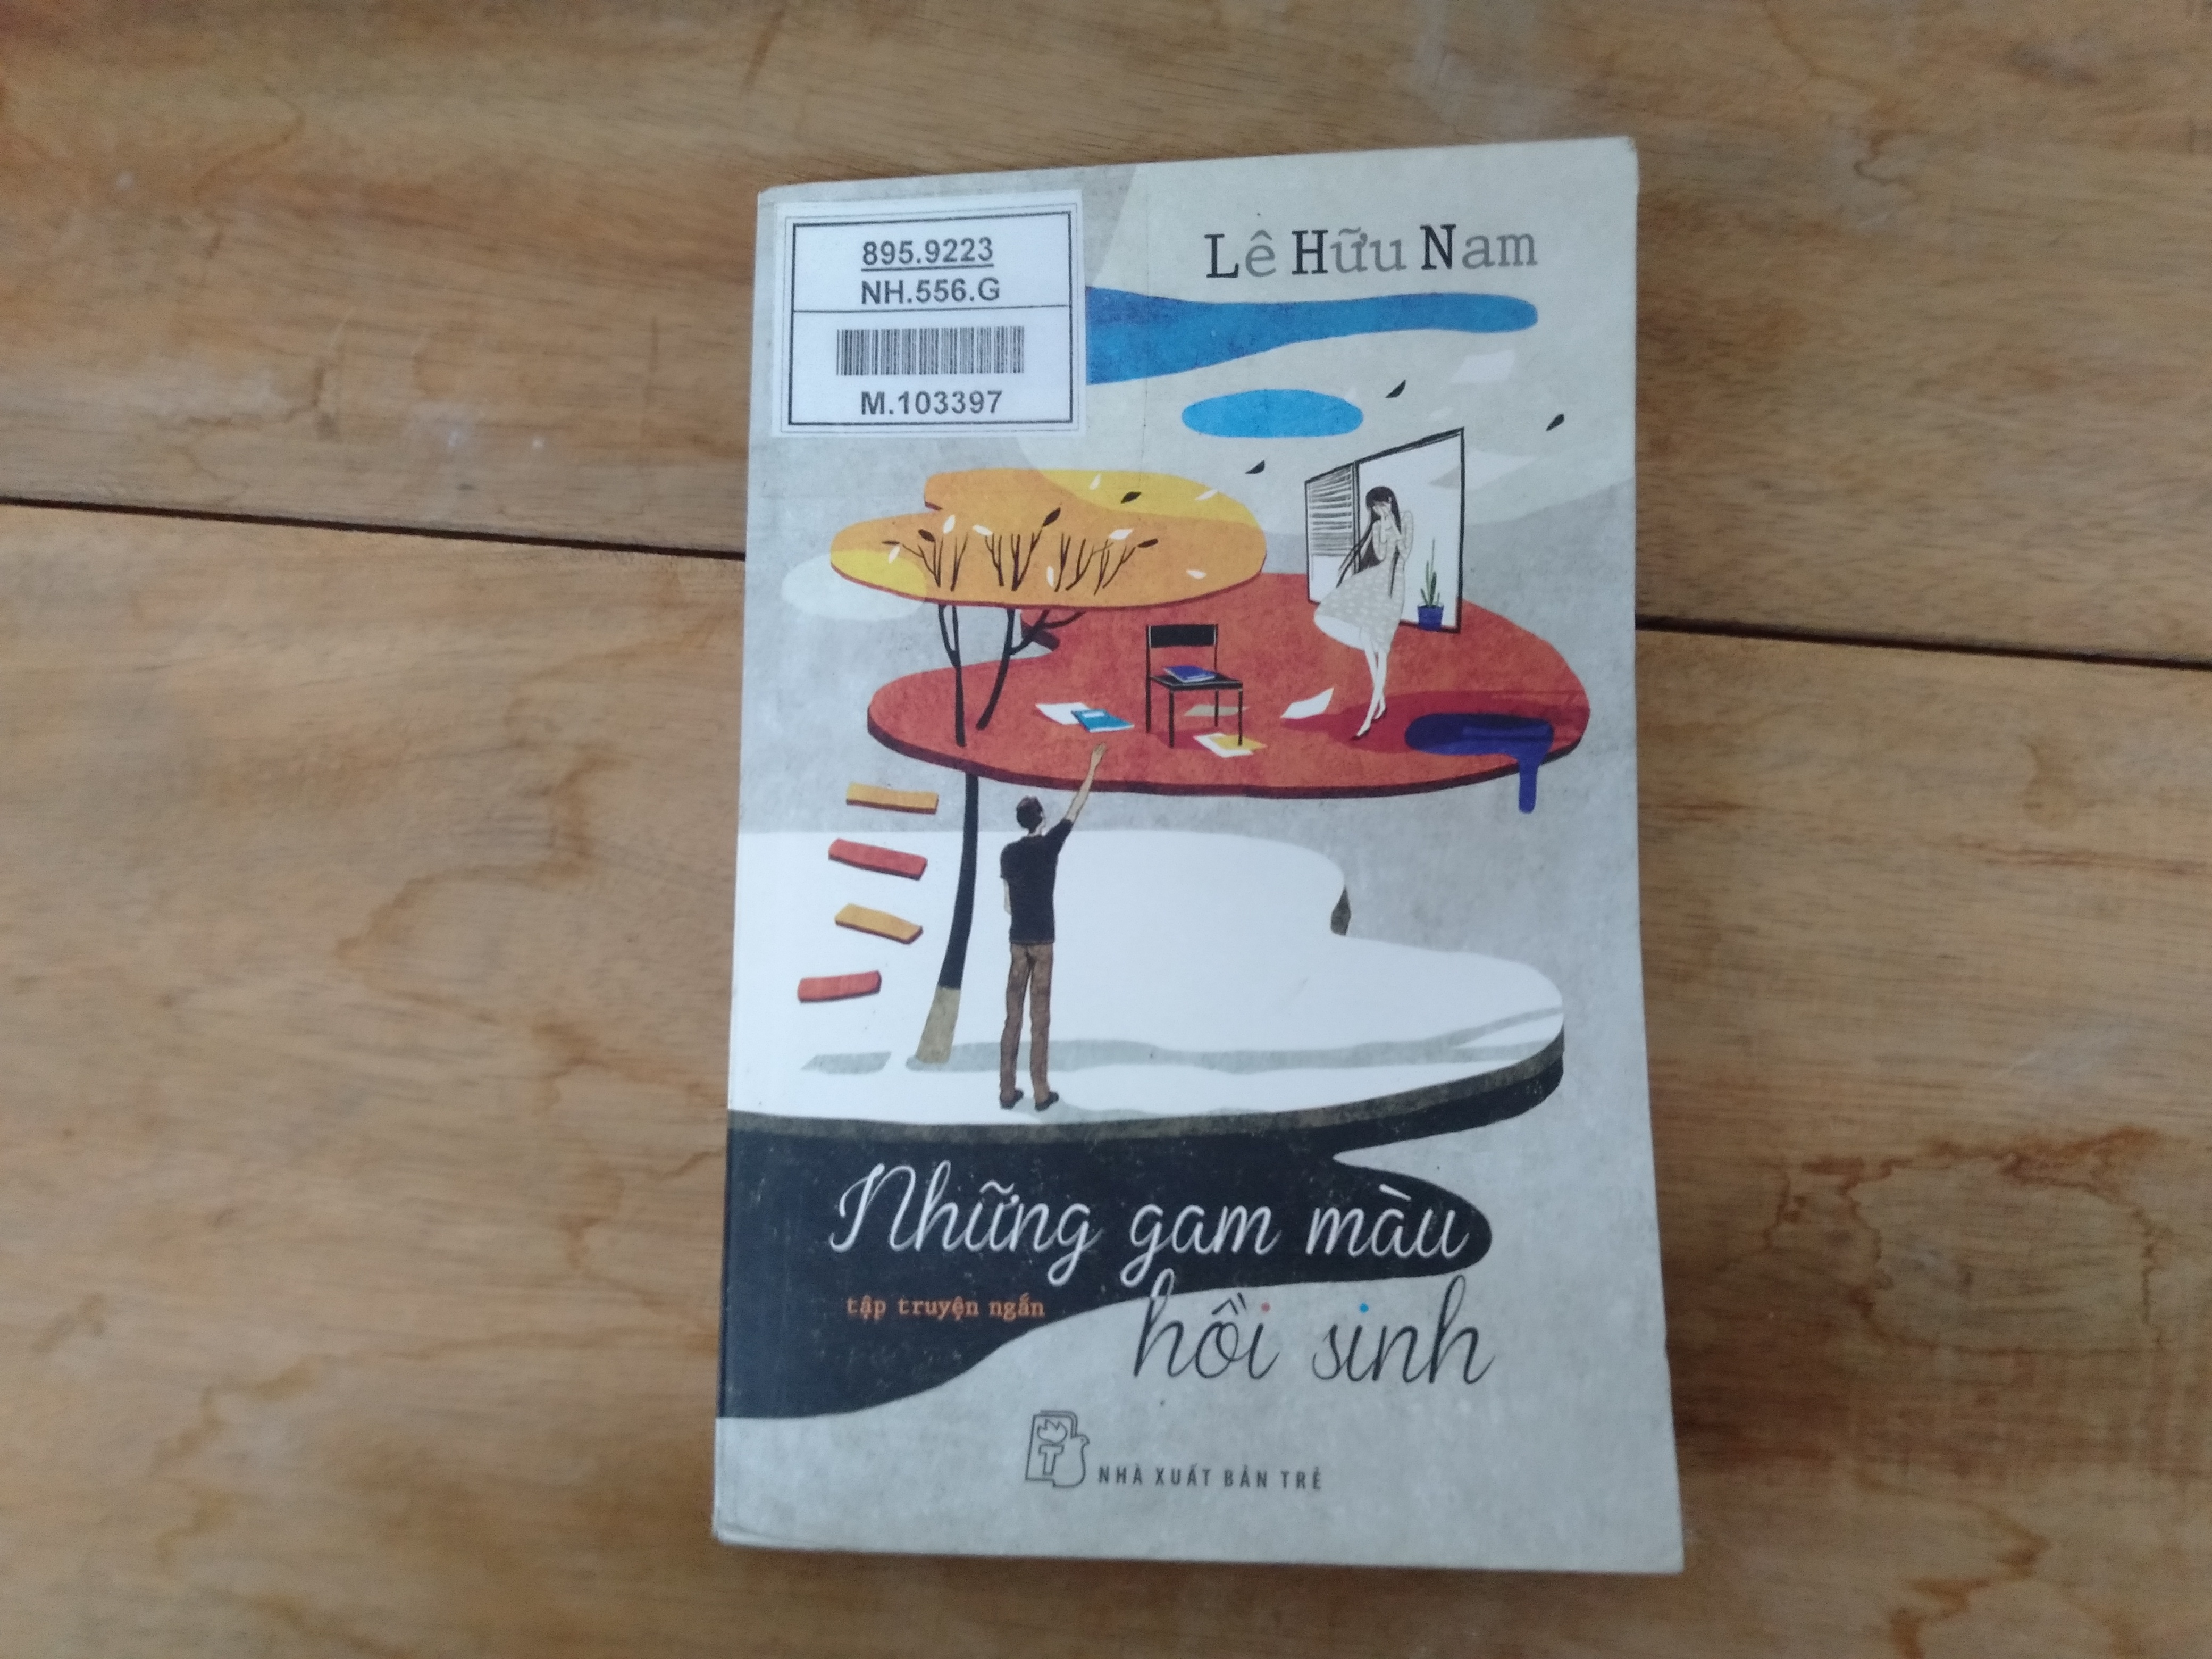 895.9223
NH.556.G
M.103397
Lê Hữu Nam
Những gam màu
hồi sinh
tập truyện ngắn
NHÀ XUẤT BẢN TRẺ